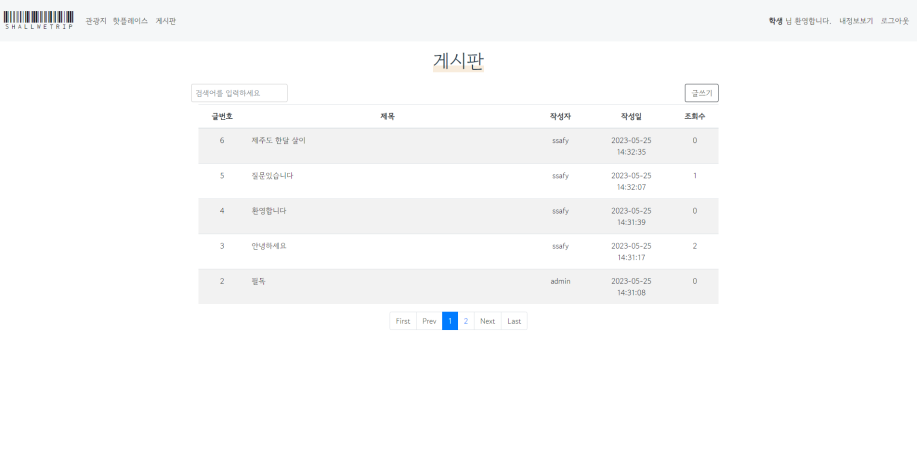 SHALLWETRIP 관광지 핫플레이스 게시판 학생 님 환영합니다. 내정보보기 로그아웃
게시판
검색어를 입력하세요 글쓰기
글번호 제목 작성자 작성일 조회수
6 제주도 한달 살이 ssafy 2023-05-25 0
14:32:35
5 질문있습니다 ssafy 2023-05-25 1
14:32:07
4 환영합니다 ssafy 2023-05-25 0
14:31:39
3 안녕하세요 ssafy 2023-05-25 2
14:31:17
2 필독 admin 2023-05-25 0
14:31:08
First Prev 1 2 Next Last